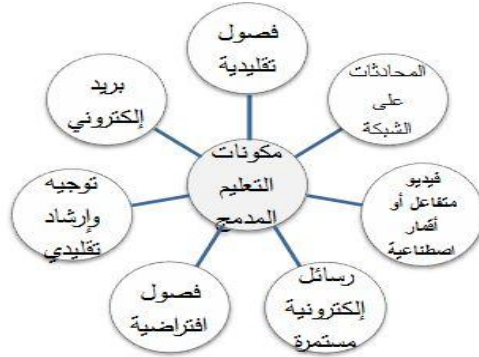 فصول
تقليدية
المحادثات
على
الشبكة
فيديو
متفاعل أو
أقمار
اصطناعية
رسائل
إلكترونية
مستمرة
فصول
افتراضية
توجيه
وإرشاد
تقليدي
بريد
إلكتروني
مكونات
التعليم
المدمج